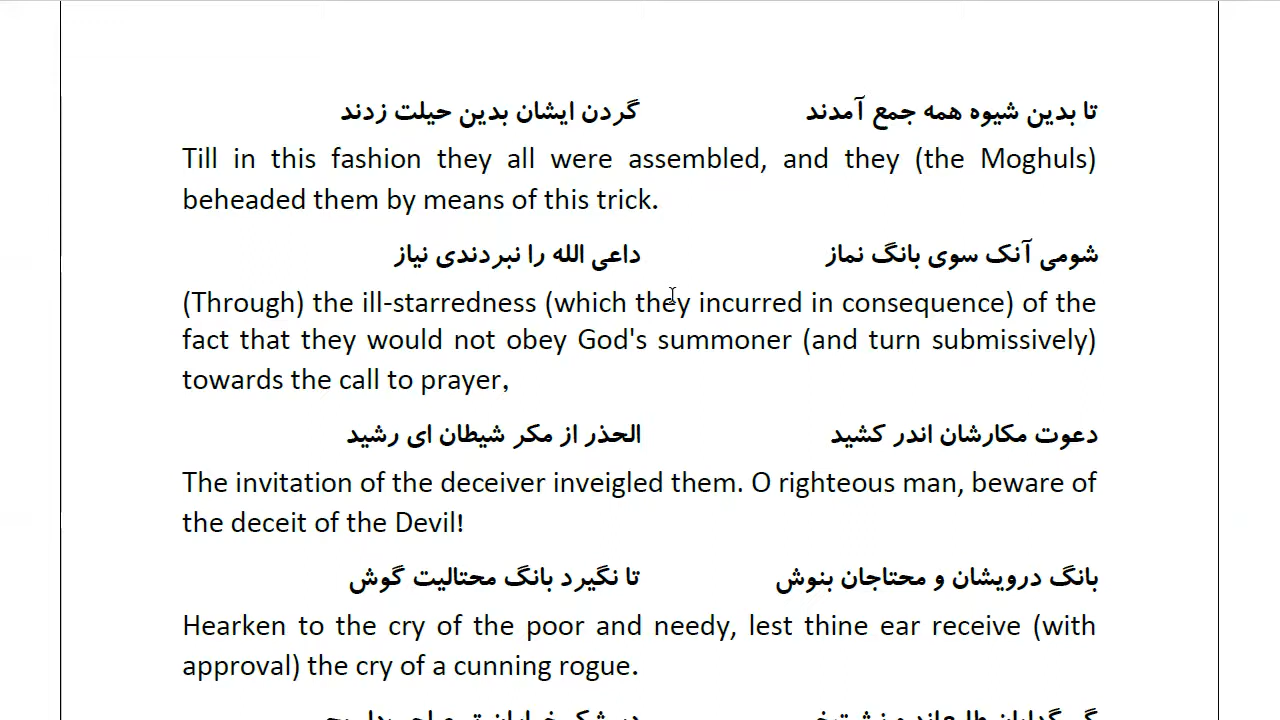 تا بدین شیوه همه جمع آمدند گردن ایشان بدین حیلت زدند
Till in this fashion they all were assembled, and they (the Moghuls)
beheaded them by means of this trick.
شومی آنک سوی بانگ نماز داعی الله را نبردندی نیاز
(Through) the ill-starredness (which they incurred in consequence) of the
fact that they would not obey God's summoner (and turn submissively)
towards the call to prayer,
دعوت مکارشان اندر کشید الحذر از مکر شیطان ای رشید
The invitation of the deceiver inveigled them. O righteous man, beware of
the deceit of the Devil!
بانگ درویشان و محتاجان بنوش تا نگیرد بانگ محتالیت گوش
Hearken to the cry of the poor and needy, lest thine ear receive (with
approval) the cry of a cunning rogue.